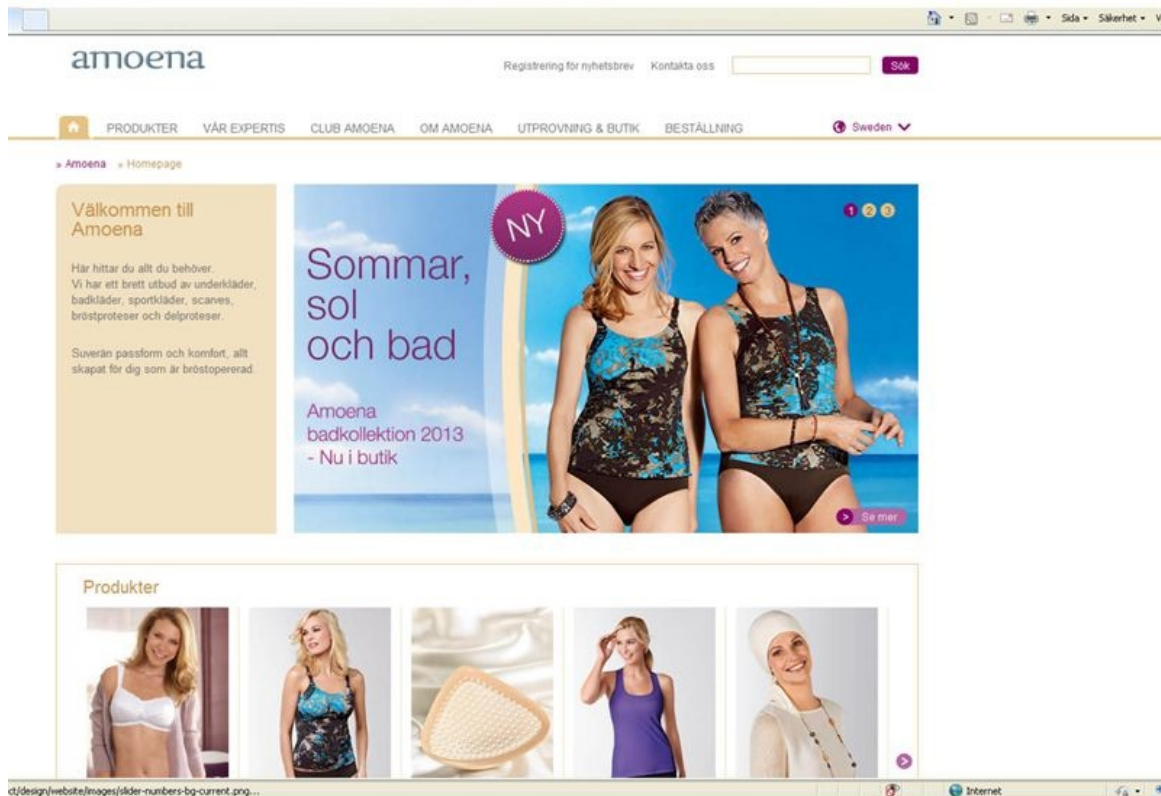 Sida
Säkerhet
amoena
Registrering för nyhetsbrev
Kontakta oss
Sök
PRODUKTER
VÅR EXPERTIS
CLUB AMOENA
OM AMOENA
UTPROVNING & BUTIK
BESTÄLLNING
Sweden
» Amoena » Homepage
Välkommen till
Amoena
Här hittar du allt du behöver.
Vi har ett brett utbud av underkläder,
badkläder, sportkläder, scarves,
bröstproteser och delproteser.
Suverän passform och komfort, allt
skapat för dig som är bröstopererad.
NY
1 2 3
Sommar,
sol
och bad
Amoena
badkollektion 2013
- Nu i butik
Se mer
Produkter
ct/design/website/images/slider-numbers-bg-current.png...
Internet